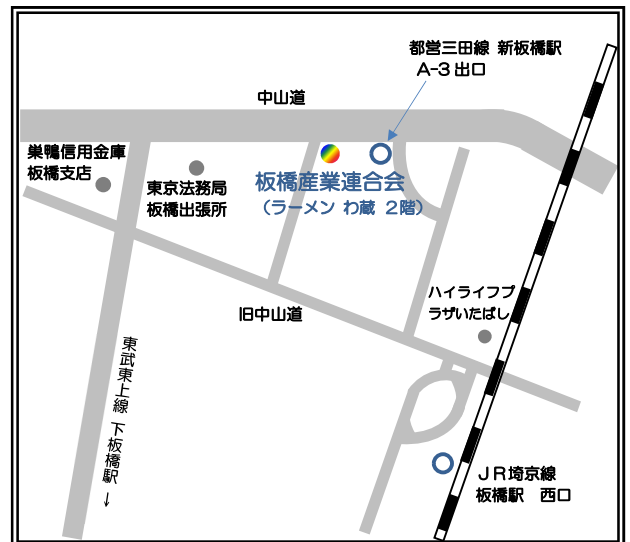 都営三田線 新板橋駅
A-3 出口
中山道
巣鴨信用金庫
板橋支店
東京法務局
板橋出張所
板橋産業連合会
（ラーメン わ蔵 2階）
ハイライフプ
ラザいたばし
旧中山道
東武東上線 下板橋駅 →
JR埼京線
板橋駅 西口